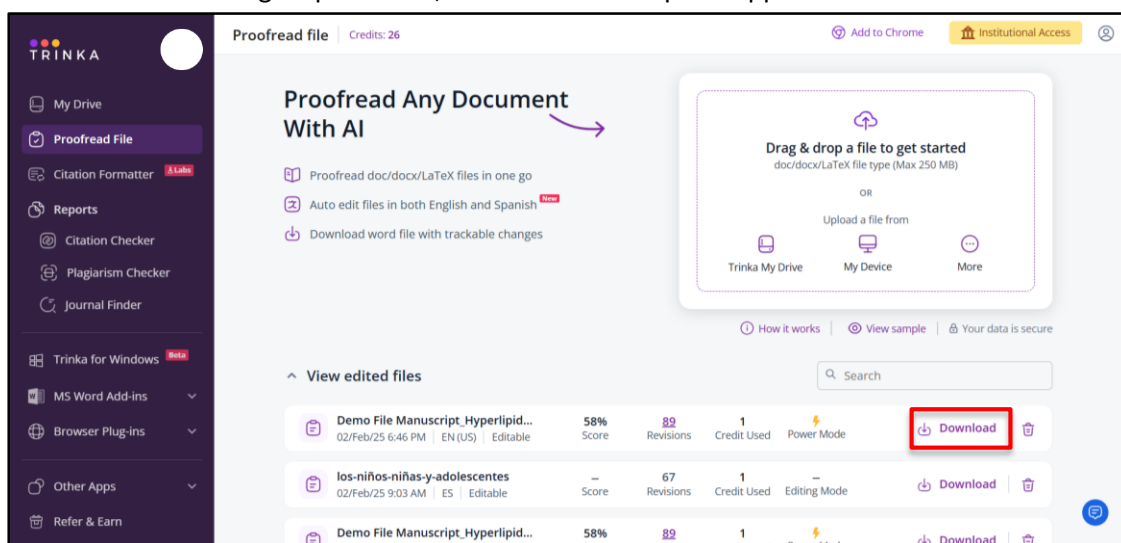 TRINKA
My Drive
Proofread File
Citation Formatter Labs
Reports
Citation Checker
Plagiarism Checker
Journal Finder
Trinka for Windows Beta
MS Word Add-ins
Browser Plug-ins
Other Apps
Refer & Earn
Proofread file Credits: 26
Add to Chrome
Institutional Access
Proofread Any Document
With AI
Proofread doc/docx/LaTeX files in one go
Auto edit files in both English and Spanish New
Download word file with trackable changes
Drag & drop a file to get started
doc/docx/LaTeX file type (Max 250 MB)
OR
Upload a file from
Trinka My Drive My Device More
How it works View sample Your data is secure
View edited files
Search
Demo File Manuscript_Hyperlipid... 58% 89 1 Download
02/Feb/25 6:46 PM EN (US) Editable Score Revisions Credit Used Power Mode
los-niños-niñas-y-adolescentes – 67 1 – Download
02/Feb/25 9:03 AM ES Editable Score Revisions Credit Used Editing Mode
Demo File Manuscript_Hyperlipid... 58% 89 1 Download